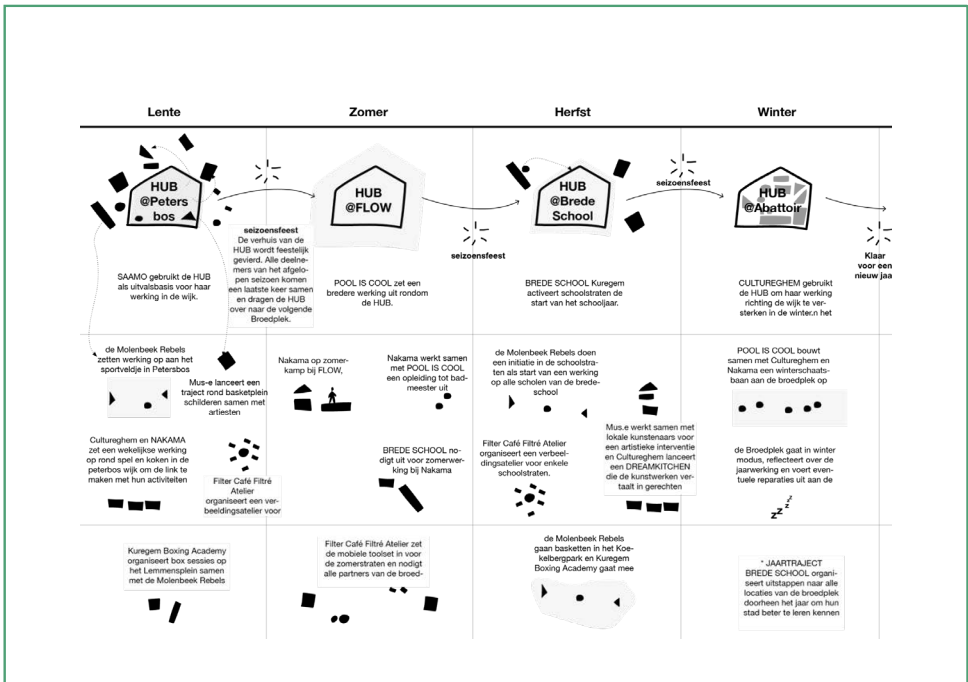 Lente
Zomer
Herfst
Winter
HUB
@Peters
bos
HUB
@FLOW
HUB
@Brede
School
HUB
@Abattoir
seizoensfeest
De verhuis van de
HUB wordt feestelijk
gevierd. Alle deelne-
mers van het afgelo-
pen seizoen komen
een laatste keer samen
en dragen de HUB
over naar de volgende
Broedplek.
seizoensfeest
seizoensfeest
Klaar
voor een
nieuw jaa
SAAMO gebruikt de HUB
als uitvalsbasis voor haar
werking in de wijk.
POOL IS COOL zet een
bredere werking uit rondom
de HUB.
BREDE SCHOOL Kuregem
activeert schoolstraten de
start van het schooljaar.
CULTUREGHEM gebruikt
de HUB om haar werking
richting de wijk te ver-
sterken in de winter.n het
de Molenbeek Rebels
zetten werking op aan het
sportveldje in Petersbos
Mus-e lanceert een
traject rond basketplein
schilderen samen met
artiesten
Nakama op zomer-
kamp bij FLOW,
Nakama werkt samen
met POOL IS COOL
een opleiding tot bad-
meester uit
de Molenbeek Rebels doen
een initiatie in de schoolstra-
ten als start van een werking
op alle scholen van de brede-
school
POOL IS COOL bouwt
samen met Cultureghem en
Nakama een winterschaats-
baan aan de broedplek op
Cultureghem en NAKAMA
zet een wekelijkse werking
op rond spel en koken in de
peterbos wijk om de link te
maken met hun activiteiten
Filter Café Filtré
Atelier
organiseert een ver-
beeldingsatelier voor
BREDE SCHOOL no-
digt uit voor zomerwer-
king bij Nakama
Filter Café Filtré Atelier
organiseert een verbeel-
dingsatelier voor enkele
schoolstraten.
Mus.e werkt samen met
lokale kunstenaars voor
een artistieke interventie
en Cultureghem lanceert
een DREAMKITCHEN
die de kunstwerken ver-
taalt in gerechten
de Broedplek gaat in winter
modus, reflecteert over de
jaarwerking en voert even-
tuele reparaties uit aan de
zz z z
Kuregem Boxing Academy
organiseert box sessies op
het Lemmensplein samen
met de Molenbeek Rebels
Filter Café Filtré Atelier zet
de mobiele toolset in voor
de zomerstraten en nodigt
alle partners van de broed-
de Molenbeek Rebels
gaan basketten in het Koe-
kelbergpark en Kuregem
Boxing Academy gaat mee
* JAARTRAJECT
BREDE SCHOOL organi-
seert uitstappen naar alle
locaties van de broedplek
doorheen het jaar om hun
stad beter te leren kennen